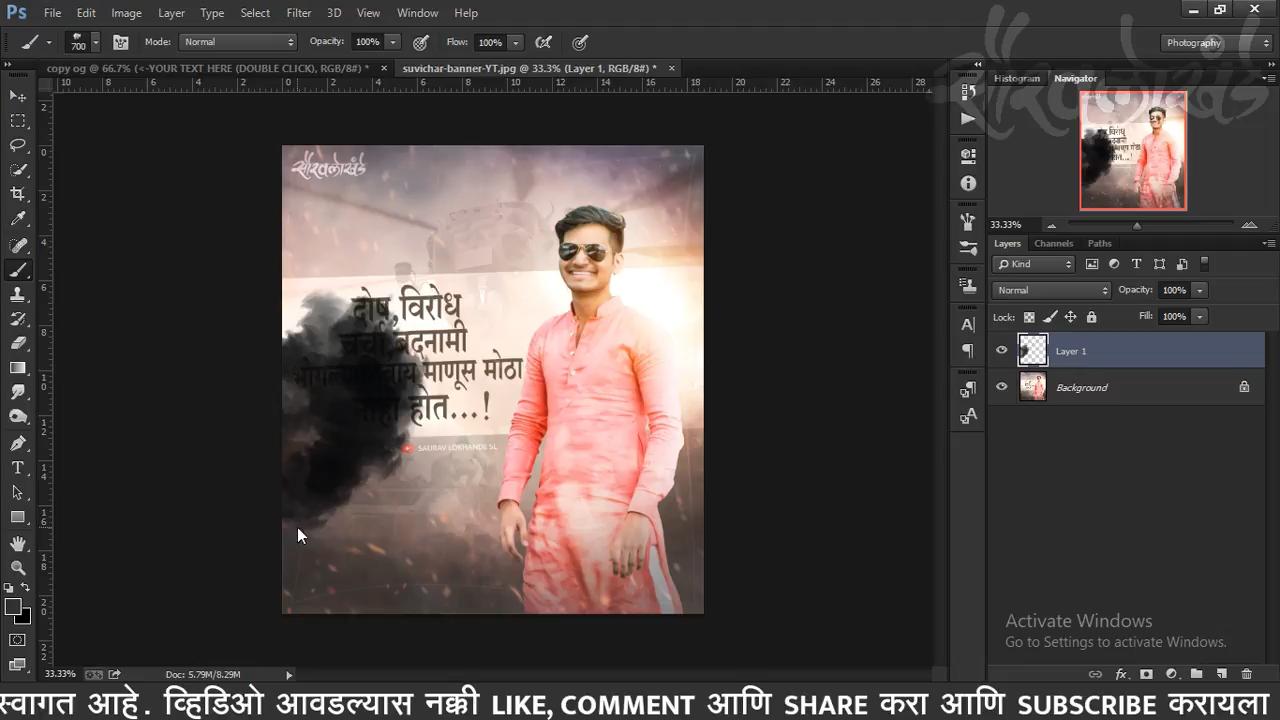 Ps File Edit Image Layer Type Select Filter 3D View Window Help
700 Mode: Normal Opacity: 100% Flow: 100% Photography
copy og @ 66.7% (<-YOUR TEXT HERE (DOUBLE CLICK), RGB/8#) * × suvichar-banner-YT.jpg @ 33.3% (Layer 1, RGB/8#) * ×
Histogram Navigator
सौरवलोखंडे
33.33%
Layers Channels Paths
Kind
Normal Opacity: 100%
Lock: Fill: 100%
Layer 1
Background
दोष,विरोध
बदनामी
माणूस मोठा
होत...!
SAURAV LOKHANDE SL
Activate Windows
Go to Settings to activate Windows.
33.33% Doc: 5.79M/8.29M
स्वागत आहे. व्हिडिओ आवडल्यास नक्की LIKE, COMMENT आणि SHARE करा आणि SUBSCRIBE करायला